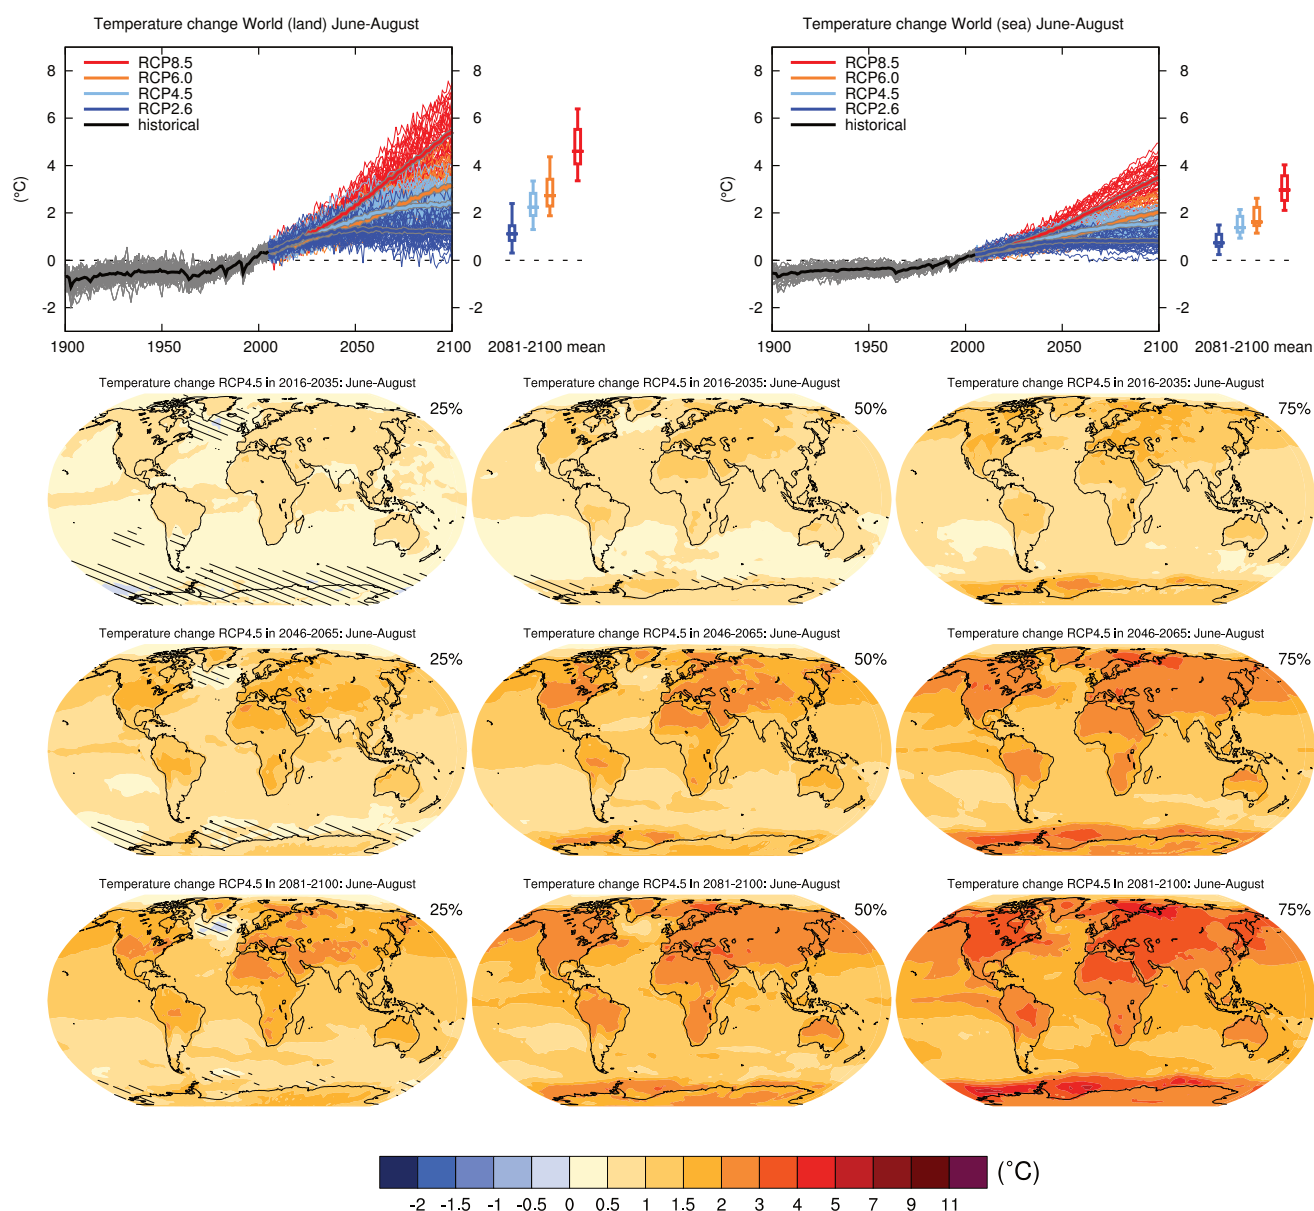 Temperature change World (land) June-August
8
6
4
2
0
-2
(°C)
RCP8.5
RCP6.0
RCP4.5
RCP2.6
historical
8
6
4
2
0
-2
1900 1950 2000 2050 2100 2081-2100 mean
Temperature change World (sea) June-August
8
6
4
2
0
-2
(°C)
RCP8.5
RCP6.0
RCP4.5
RCP2.6
historical
8
6
4
2
0
-2
1900 1950 2000 2050 2100 2081-2100 mean
Temperature change RCP4.5 in 2016-2035: June-August
25%
Temperature change RCP4.5 in 2016-2035: June-August
50%
Temperature change RCP4.5 in 2016-2035: June-August
75%
Temperature change RCP4.5 in 2046-2065: June-August
25%
Temperature change RCP4.5 in 2046-2065: June-August
50%
Temperature change RCP4.5 in 2046-2065: June-August
75%
Temperature change RCP4.5 in 2081-2100: June-August
25%
Temperature change RCP4.5 in 2081-2100: June-August
50%
Temperature change RCP4.5 in 2081-2100: June-August
75%
(°C)
-2 -1.5 -1 -0.5 0 0.5 1 1.5 2 3 4 5 7 9 11